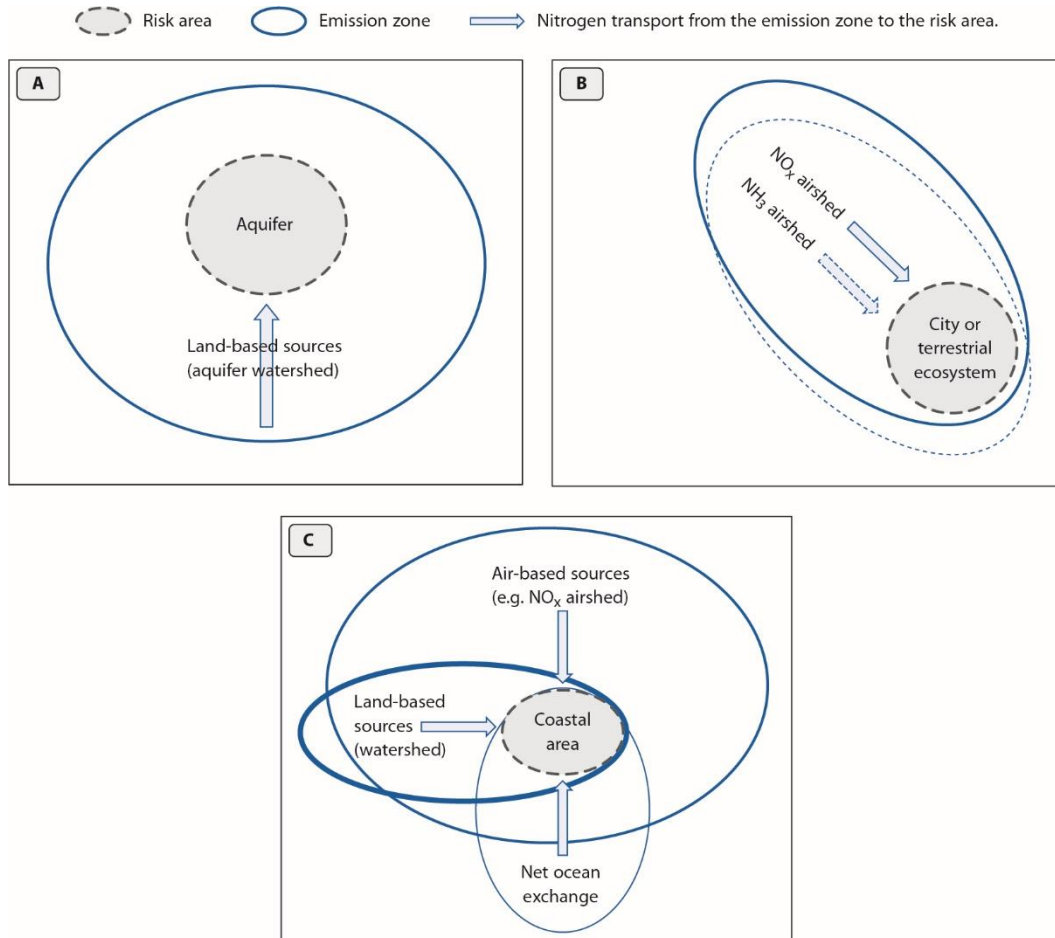 Risk area
Emission zone
Nitrogen transport from the emission zone to the risk area.
A
Aquifer
Land-based sources
(aquifer watershed)
B
NOx airshed
NH3 airshed
City or
terrestrial
ecosystem
C
Air-based sources
(e.g. NOx airshed)
Land-based
sources
(watershed)
Coastal
area
Net ocean
exchange